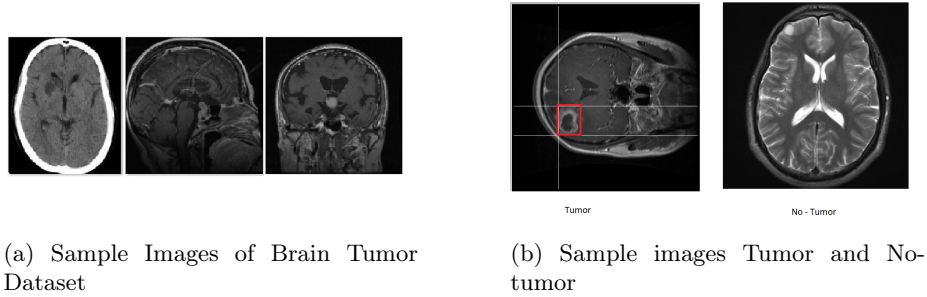 Tumor
No - Tumor
(a) Sample Images of Brain Tumor
Dataset
(b) Sample images Tumor and No-
tumor